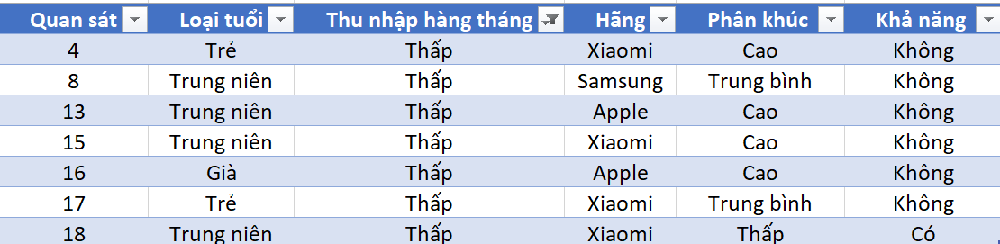 Quan sát Loại tuổi Thu nhập hàng tháng Hãng Phân khúc Khả năng
4 Trẻ Thấp Xiaomi Cao Không
8 Trung niên Thấp Samsung Trung bình Không
13 Trung niên Thấp Apple Cao Không
15 Trung niên Thấp Xiaomi Cao Không
16 Già Thấp Apple Cao Không
17 Trẻ Thấp Xiaomi Trung bình Không
18 Trung niên Thấp Xiaomi Thấp Có